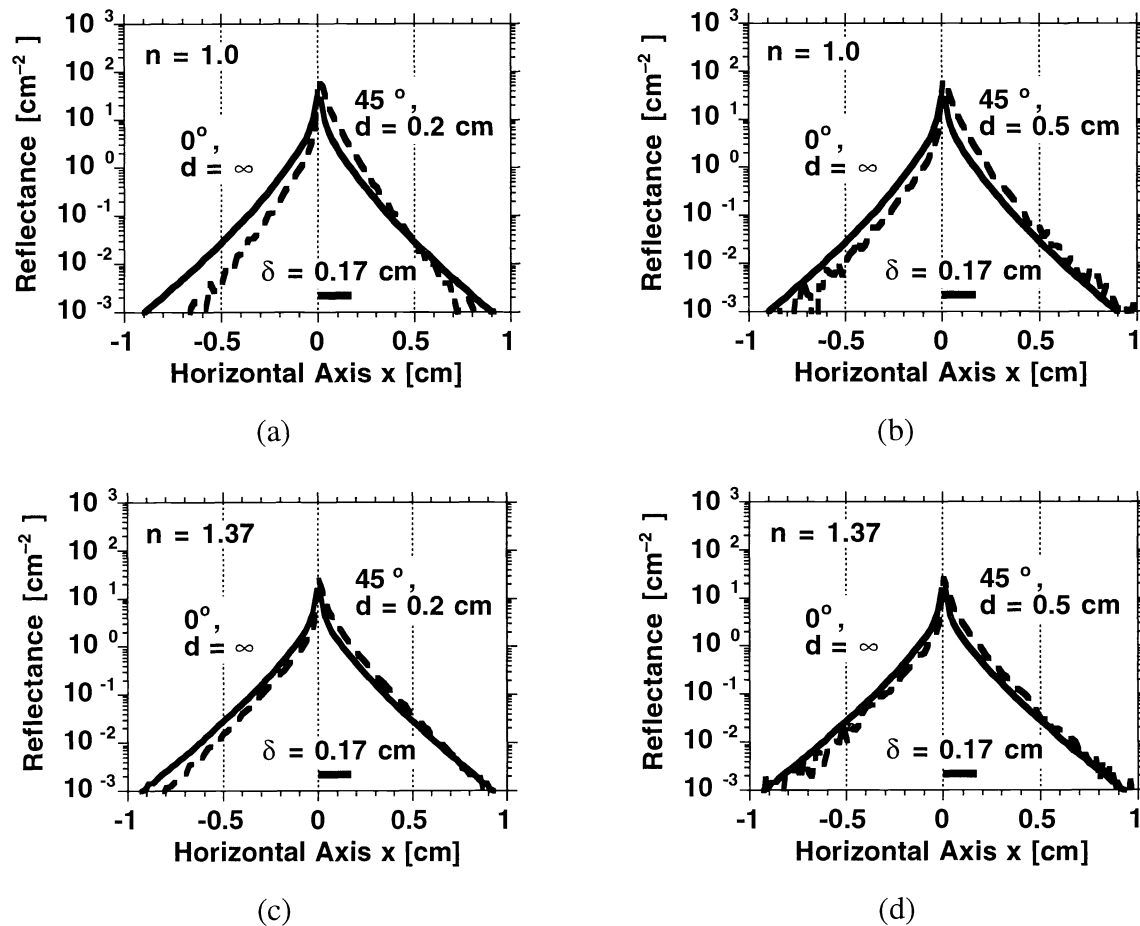 10 3
10 2
10 1
10 0
10 -1
10 -2
10 -3
Reflectance [cm−2 ]
n = 1.0
0o,
d = ∞
45 o,
d = 0.2 cm
δ = 0.17 cm
-1 -0.5 0 0.5 1
Horizontal Axis x [cm]
(a)
10 3
10 2
10 1
10 0
10 -1
10 -2
10 -3
Reflectance [cm−2 ]
n = 1.0
0o,
d = ∞
45 o,
d = 0.5 cm
δ = 0.17 cm
-1 -0.5 0 0.5 1
Horizontal Axis x [cm]
(b)
10 3
10 2
10 1
10 0
10 -1
10 -2
10 -3
Reflectance [cm−2 ]
n = 1.37
0o,
d = ∞
45 o,
d = 0.2 cm
δ = 0.17 cm
-1 -0.5 0 0.5 1
Horizontal Axis x [cm]
(c)
10 3
10 2
10 1
10 0
10 -1
10 -2
10 -3
Reflectance [cm−2 ]
n = 1.37
0o,
d = ∞
45 o,
d = 0.5 cm
δ = 0.17 cm
-1 -0.5 0 0.5 1
Horizontal Axis x [cm]
(d)